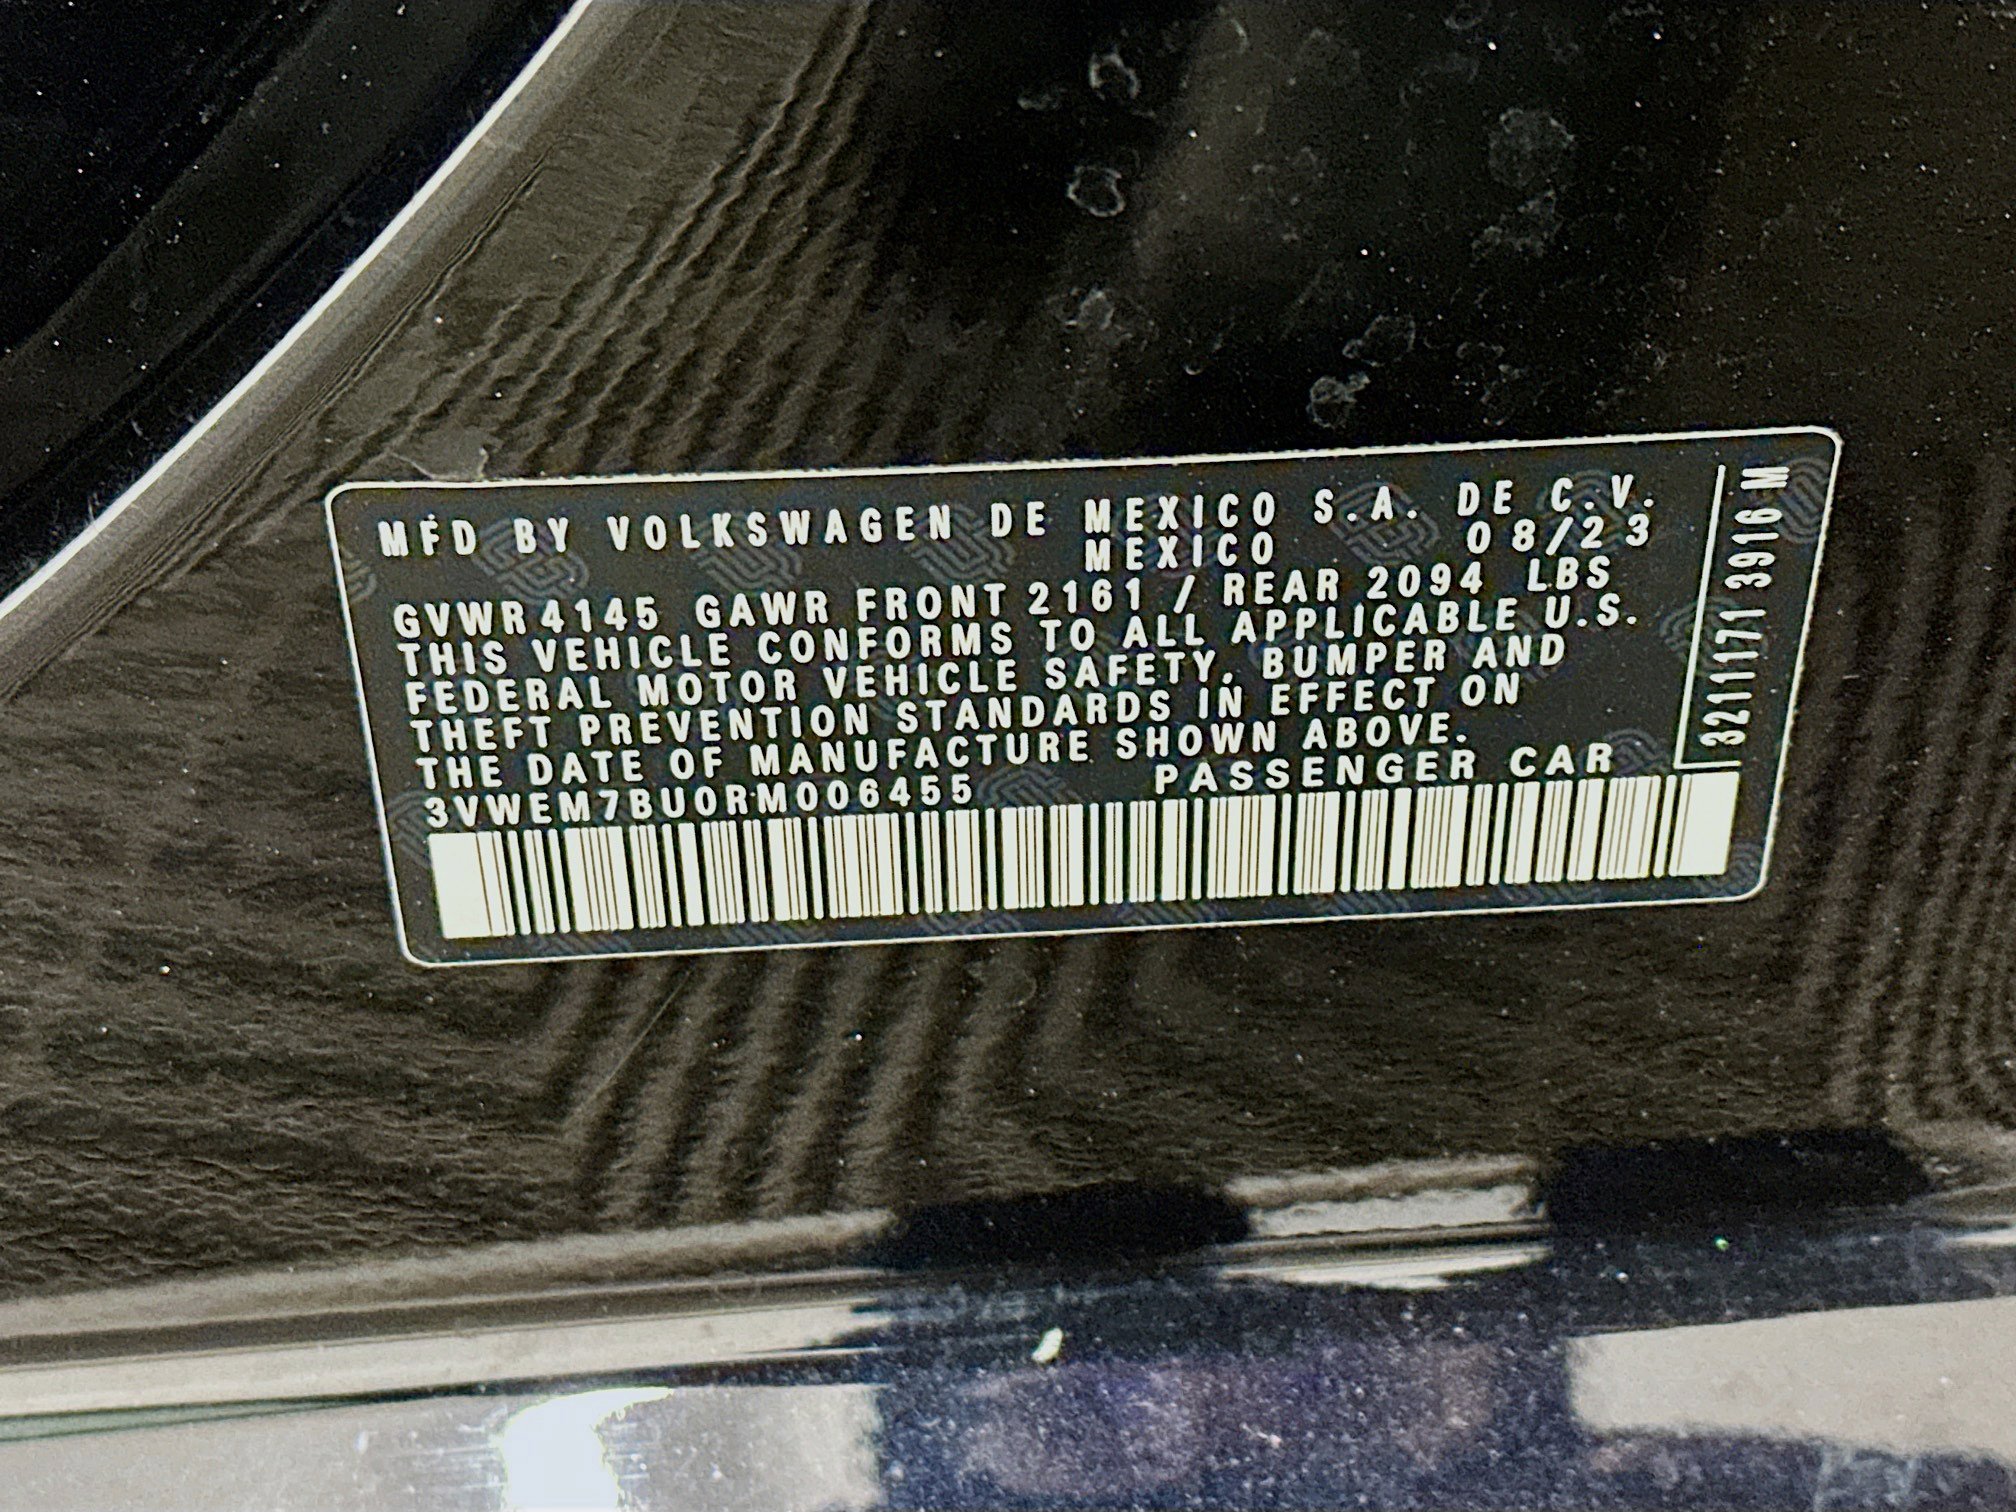 MFD BY VOLKSWAGEN DE MEXICO S.A. DE C.V.
MEXICO 08/23
GVWR 4145 GAWR FRONT 2161 / REAR 2094 LBS
THIS VEHICLE CONFORMS TO ALL APPLICABLE U.S.
FEDERAL MOTOR VEHICLE SAFETY, BUMPER AND
THEFT PREVENTION STANDARDS IN EFFECT ON
THE DATE OF MANUFACTURE SHOWN ABOVE.
3VWEM7BU0RM006455 PASSENGER CAR
3211171 3916 M